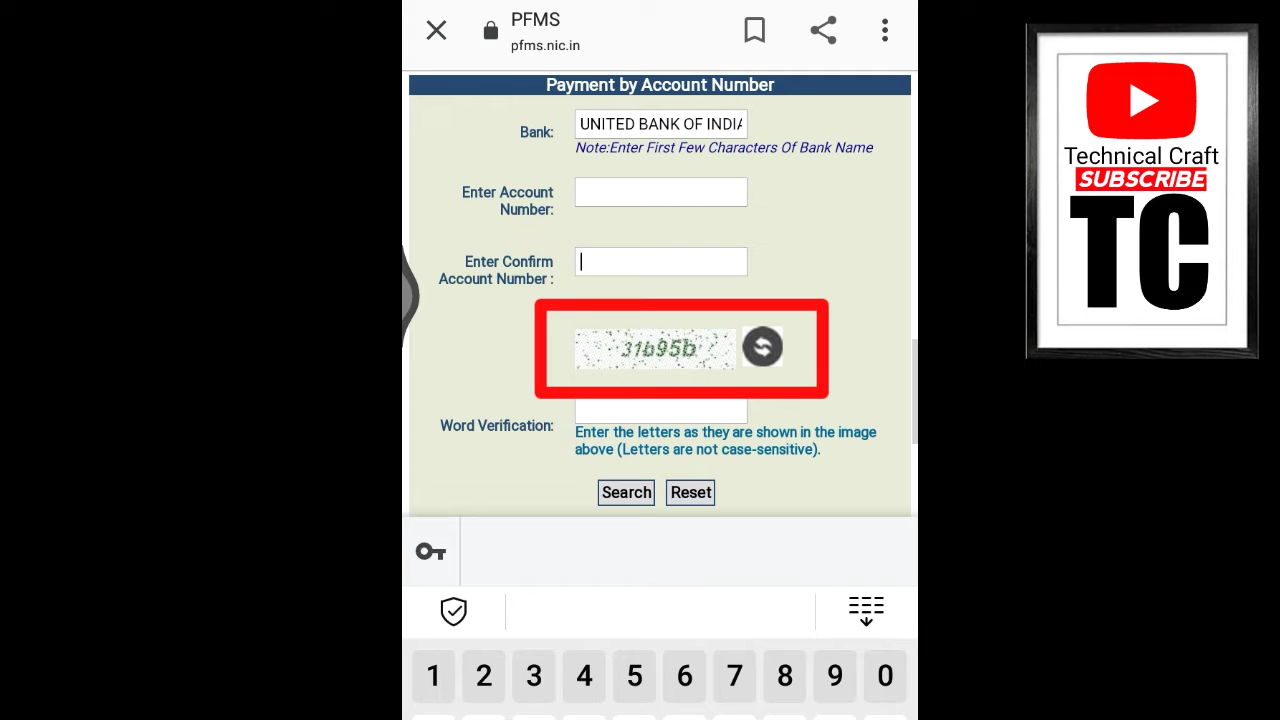 PFMS
pfms.nic.in
Payment by Account Number
Bank:
UNITED BANK OF INDIA
Note:Enter First Few Characters Of Bank Name
Enter Account
Number:
Enter Confirm
Account Number :
31b95b
Word Verification:
Enter the letters as they are shown in the image
above (Letters are not case-sensitive).
Search Reset
1 2 3 4 5 6 7 8 9 0
Technical Craft
SUBSCRIBE
TC